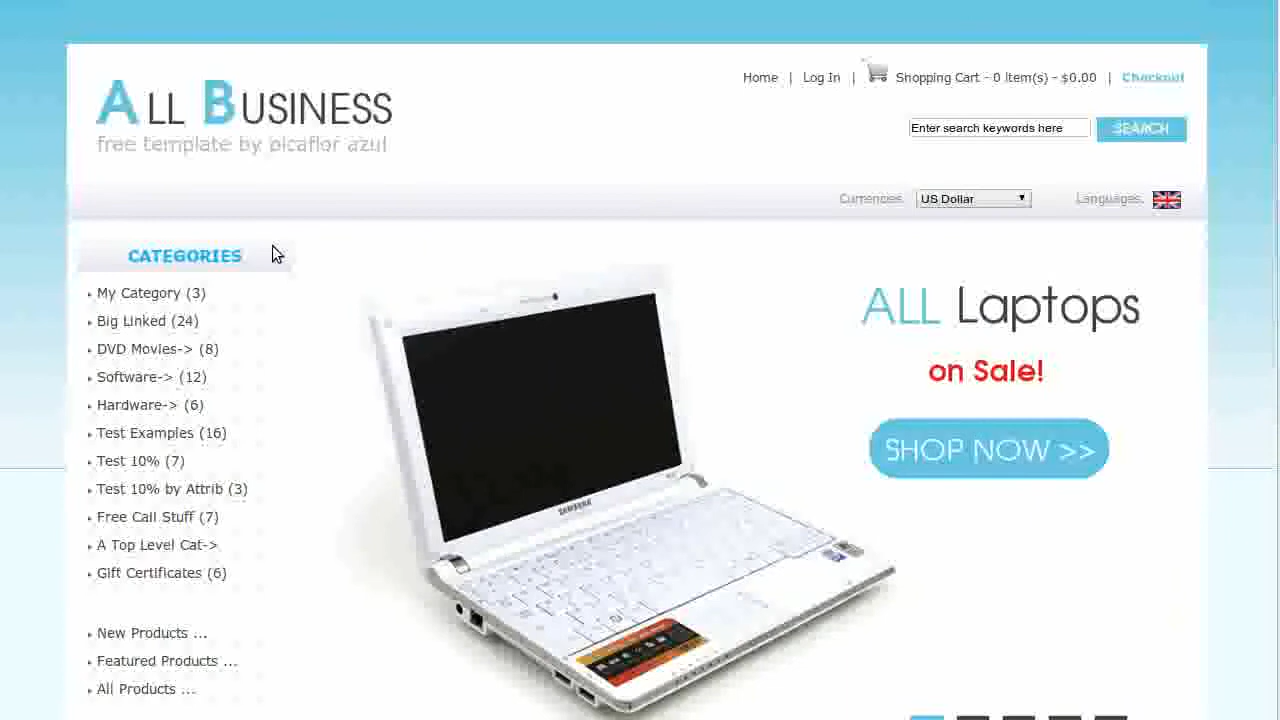 Home | Log In | Shopping Cart - 0 item(s) - $0.00 | Checkout
ALL BUSINESS
free template by picaflor azul
Enter search keywords here SEARCH
Currencies: US Dollar Languages:
CATEGORIES
My Category (3)
Big Linked (24)
DVD Movies-> (8)
Software-> (12)
Hardware-> (6)
Test Examples (16)
Test 10% (7)
Test 10% by Attrib (3)
Free Call Stuff (7)
A Top Level Cat->
Gift Certificates (6)
New Products ...
Featured Products ...
All Products ...
ALL Laptops
on Sale!
SHOP NOW >>
SAMSUNG